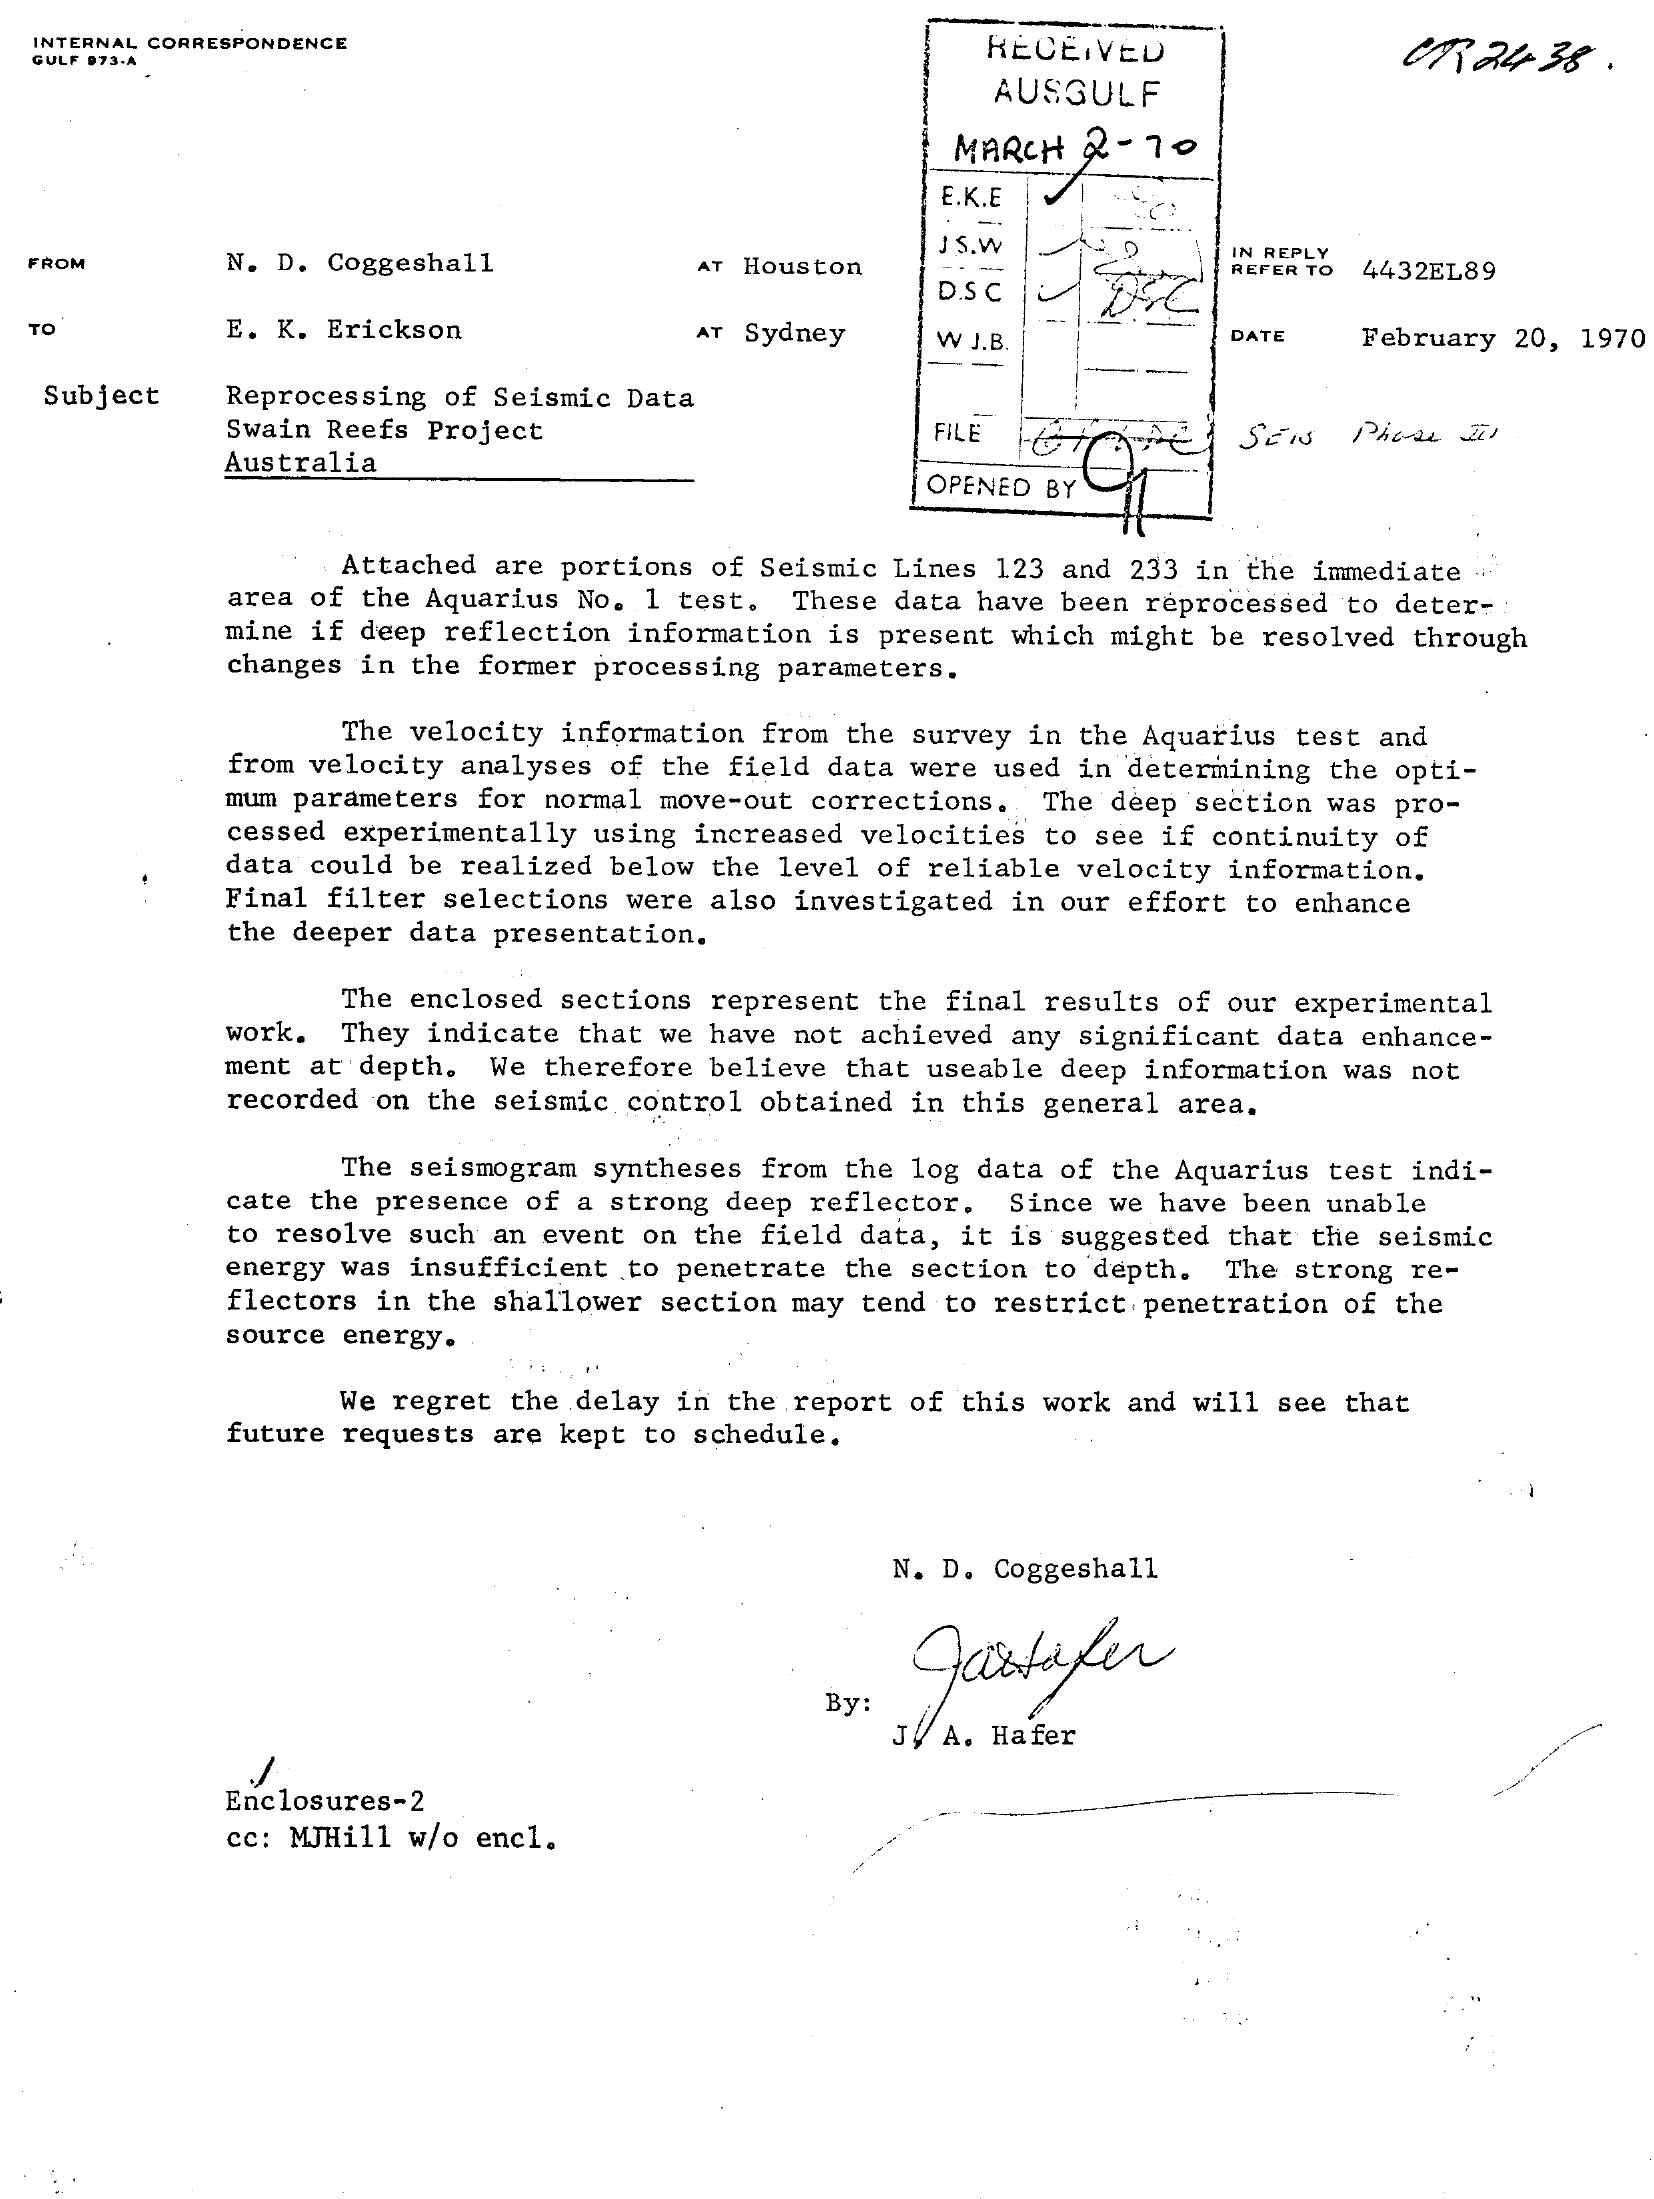 INTERNAL CORRESPONDENCE
GULF 973-A
RECEIVED
AUSGULF
MARCH 2-70
CR2438.
E.K.E
J S.W
D.S C DSC
W J.B.
FILE
OPENED BY
SEIS Phase III
FROM N. D. Coggeshall AT Houston
IN REPLY
REFER TO 4432EL89
TO E. K. Erickson AT Sydney
DATE February 20, 1970
Subject Reprocessing of Seismic Data
Swain Reefs Project
Australia
Attached are portions of Seismic Lines 123 and 233 in the immediate
area of the Aquarius No. 1 test. These data have been reprocessed to deter-
mine if deep reflection information is present which might be resolved through
changes in the former processing parameters.
The velocity information from the survey in the Aquarius test and
from velocity analyses of the field data were used in determining the opti-
mum parameters for normal move-out corrections. The deep section was pro-
cessed experimentally using increased velocities to see if continuity of
data could be realized below the level of reliable velocity information.
Final filter selections were also investigated in our effort to enhance
the deeper data presentation.
The enclosed sections represent the final results of our experimental
work. They indicate that we have not achieved any significant data enhance-
ment at depth. We therefore believe that useable deep information was not
recorded on the seismic control obtained in this general area.
The seismogram syntheses from the log data of the Aquarius test indi-
cate the presence of a strong deep reflector. Since we have been unable
to resolve such an event on the field data, it is suggested that the seismic
energy was insufficient to penetrate the section to depth. The strong re-
flectors in the shallower section may tend to restrict penetration of the
source energy.
We regret the delay in the report of this work and will see that
future requests are kept to schedule.
N. D. Coggeshall
JAHafer
By:
J. A. Hafer
Enclosures-2
cc: MJHill w/o encl.